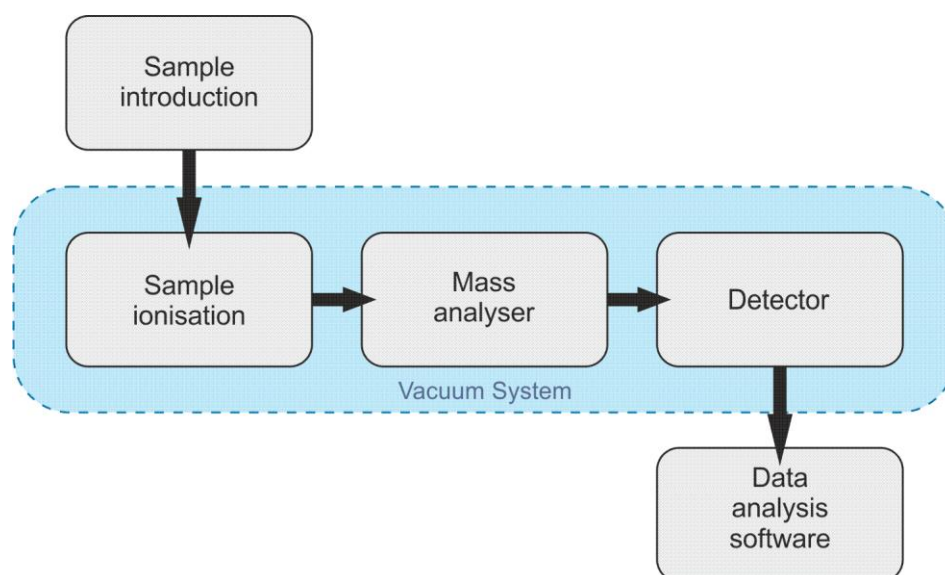 Sample
introduction
Sample
ionisation
Mass
analyser
Detector
Vacuum System
Data
analysis
software